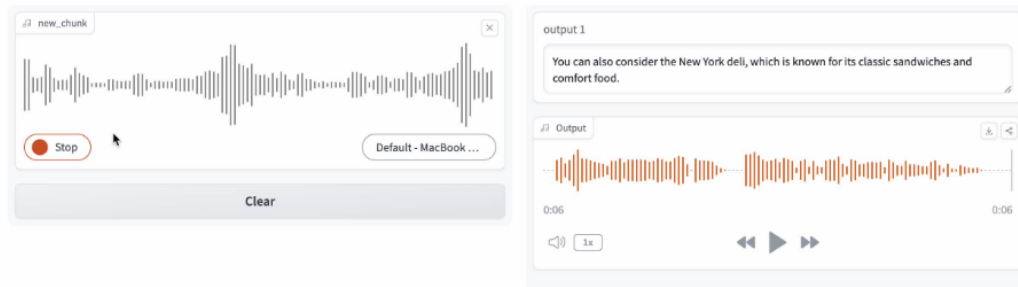 new_chunk
Stop
Default - MacBook ...
Clear
output 1
You can also consider the New York deli, which is known for its classic sandwiches and
comfort food.
Output
0:06
0:06
1x